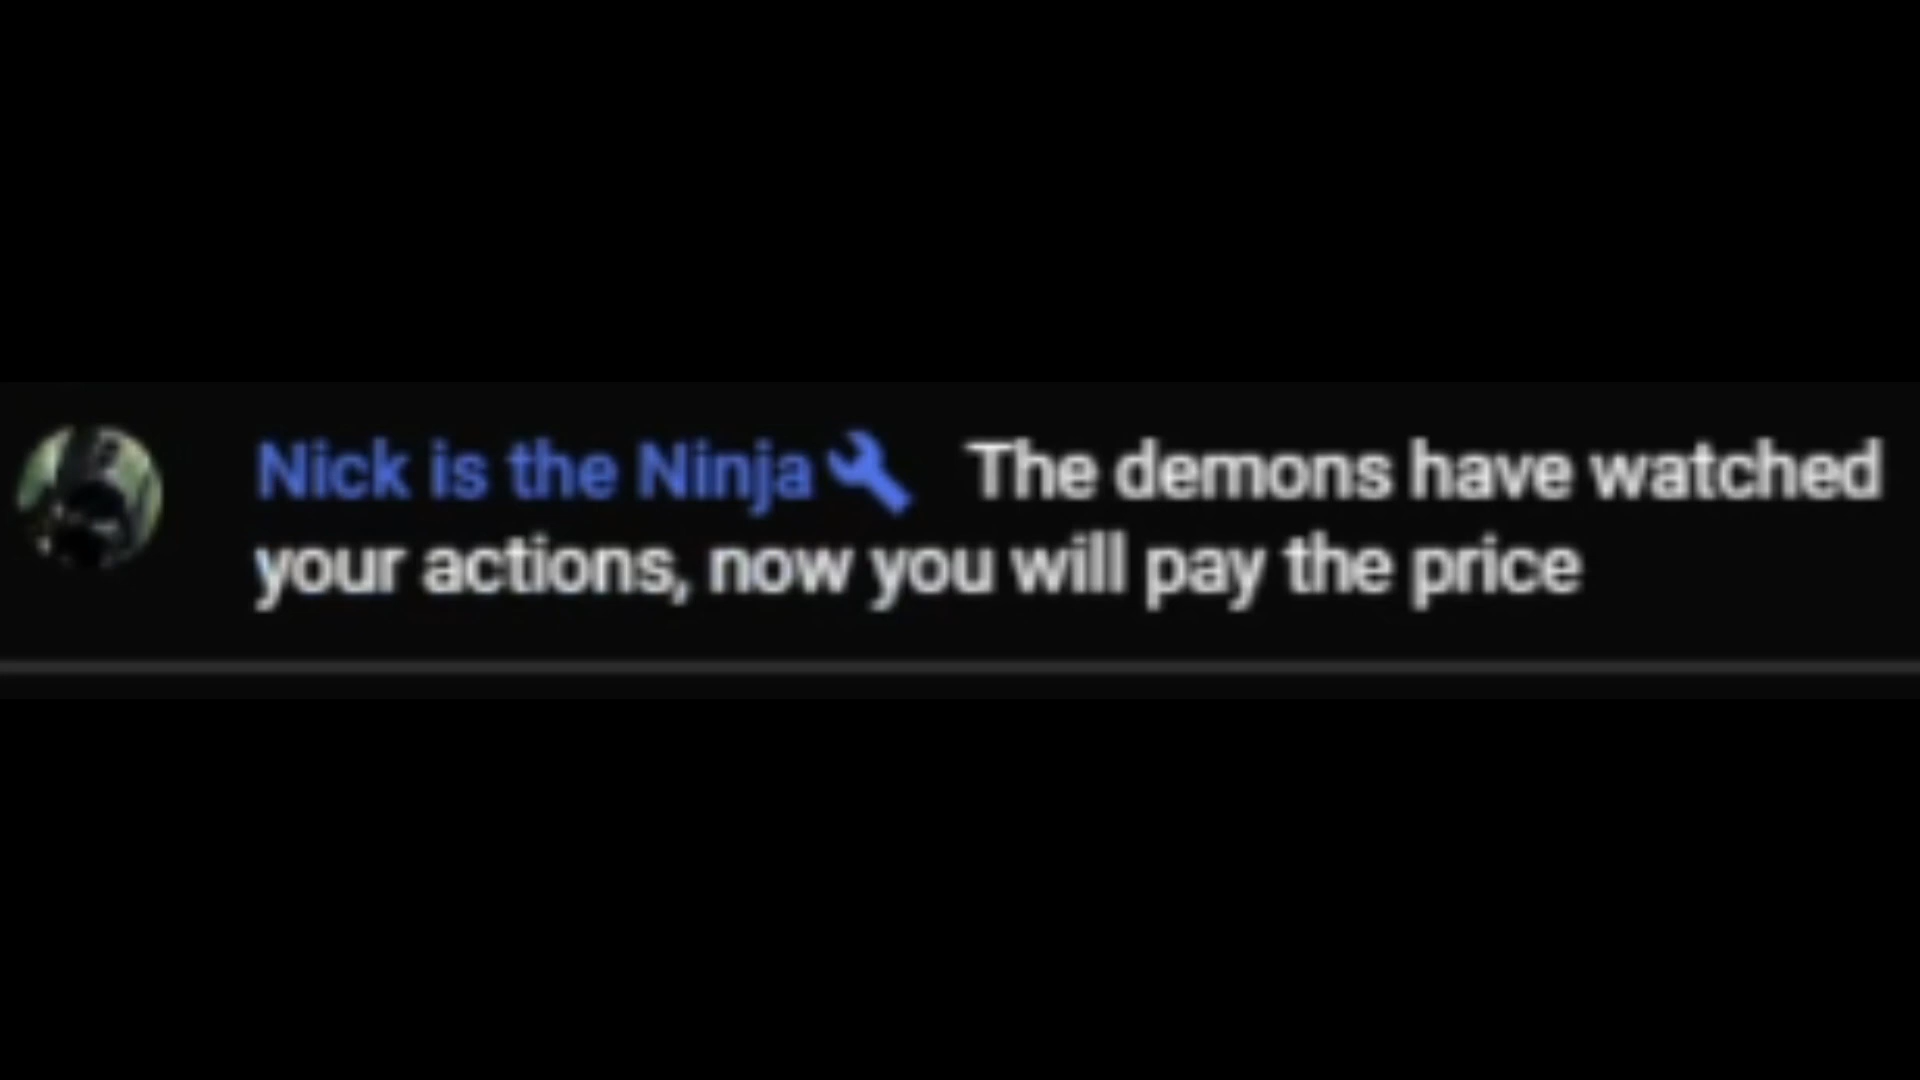 Nick is the Ninja The demons have watched
your actions, now you will pay the price